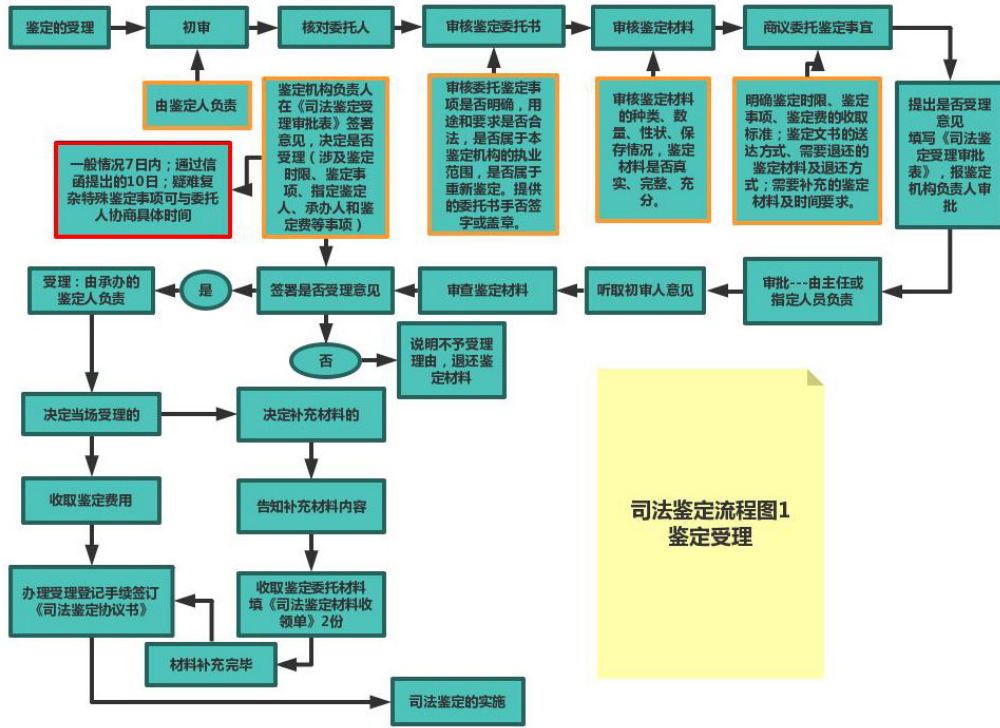 鉴定的受理
初审
核对委托人
审核鉴定委托书
审核鉴定材料
商议委托鉴定事宜
由鉴定人负责
鉴定机构负责人
在《司法鉴定受
理审批表》签署
意见，决定是否
受理（涉及鉴定
时限、鉴定事
项、指定鉴定
人、承办人和鉴
定费等事项）
审核委托鉴定事
项是否明确，用
途和要求是否合
法，是否属于本
鉴定机构的执业
范围，是否属于
重新鉴定。提供
的委托书手否签
字或盖章。
审核鉴定材料
的种类、数
量、性状、保
存情况，鉴定
材料是否真
实、完整、充
分。
明确鉴定时限、鉴定
事项、鉴定费的收取
标准；鉴定文书的送
达方式、需要退还的
鉴定材料及退还方
式；需要补充的鉴定
材料及时间要求。
提出是否受理
意见
填写《司法鉴
定受理审批
表》，报鉴定
机构负责人审
批
一般情况7日内；通过信
函提出的10日；疑难复
杂特殊鉴定事项可与委托
人协商具体时间
受理：由承办的
鉴定人负责
是
签署是否受理意见
审查鉴定材料
听取初审人意见
审批---由主任或
指定人员负责
否
说明不予受理
理由，退还鉴
定材料
决定当场受理的
决定补充材料的
收取鉴定费用
告知补充材料内容
司法鉴定流程图1
鉴定受理
办理受理登记手续签订
《司法鉴定协议书》
收取鉴定委托材料
填《司法鉴定材料收
领单》2份
材料补充完毕
司法鉴定的实施